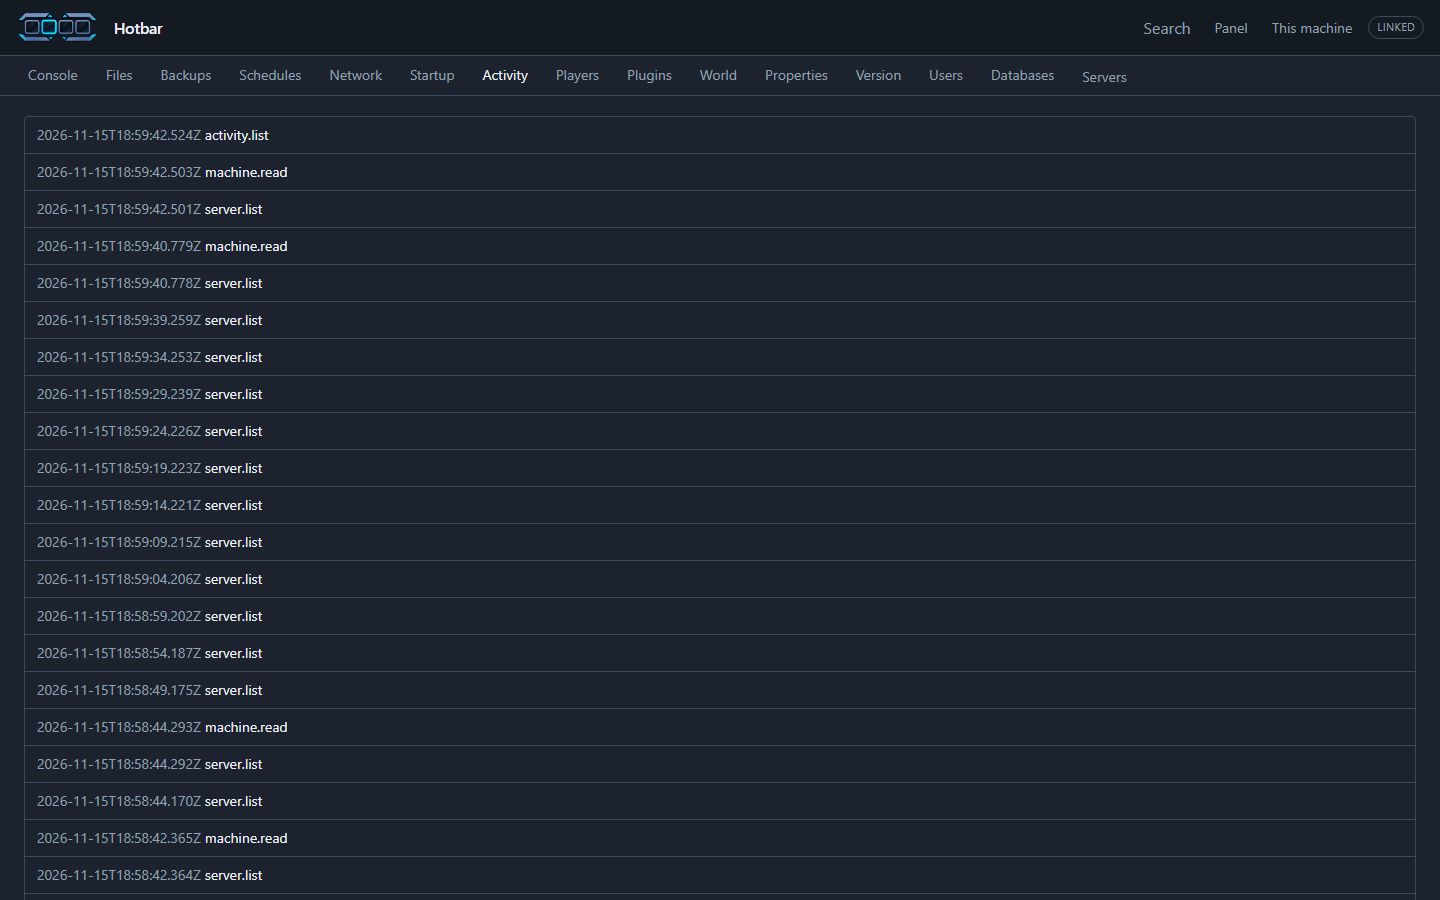 Hotbar
Search Panel This machine LINKED
Console Files Backups Schedules Network Startup Activity Players Plugins World Properties Version Users Databases Servers
2026-11-15T18:59:42.524Z activity.list
2026-11-15T18:59:42.503Z machine.read
2026-11-15T18:59:42.501Z server.list
2026-11-15T18:59:40.779Z machine.read
2026-11-15T18:59:40.778Z server.list
2026-11-15T18:59:39.259Z server.list
2026-11-15T18:59:34.253Z server.list
2026-11-15T18:59:29.239Z server.list
2026-11-15T18:59:24.226Z server.list
2026-11-15T18:59:19.223Z server.list
2026-11-15T18:59:14.221Z server.list
2026-11-15T18:59:09.215Z server.list
2026-11-15T18:59:04.206Z server.list
2026-11-15T18:58:59.202Z server.list
2026-11-15T18:58:54.187Z server.list
2026-11-15T18:58:49.175Z server.list
2026-11-15T18:58:44.293Z machine.read
2026-11-15T18:58:44.292Z server.list
2026-11-15T18:58:44.170Z server.list
2026-11-15T18:58:42.365Z machine.read
2026-11-15T18:58:42.364Z server.list